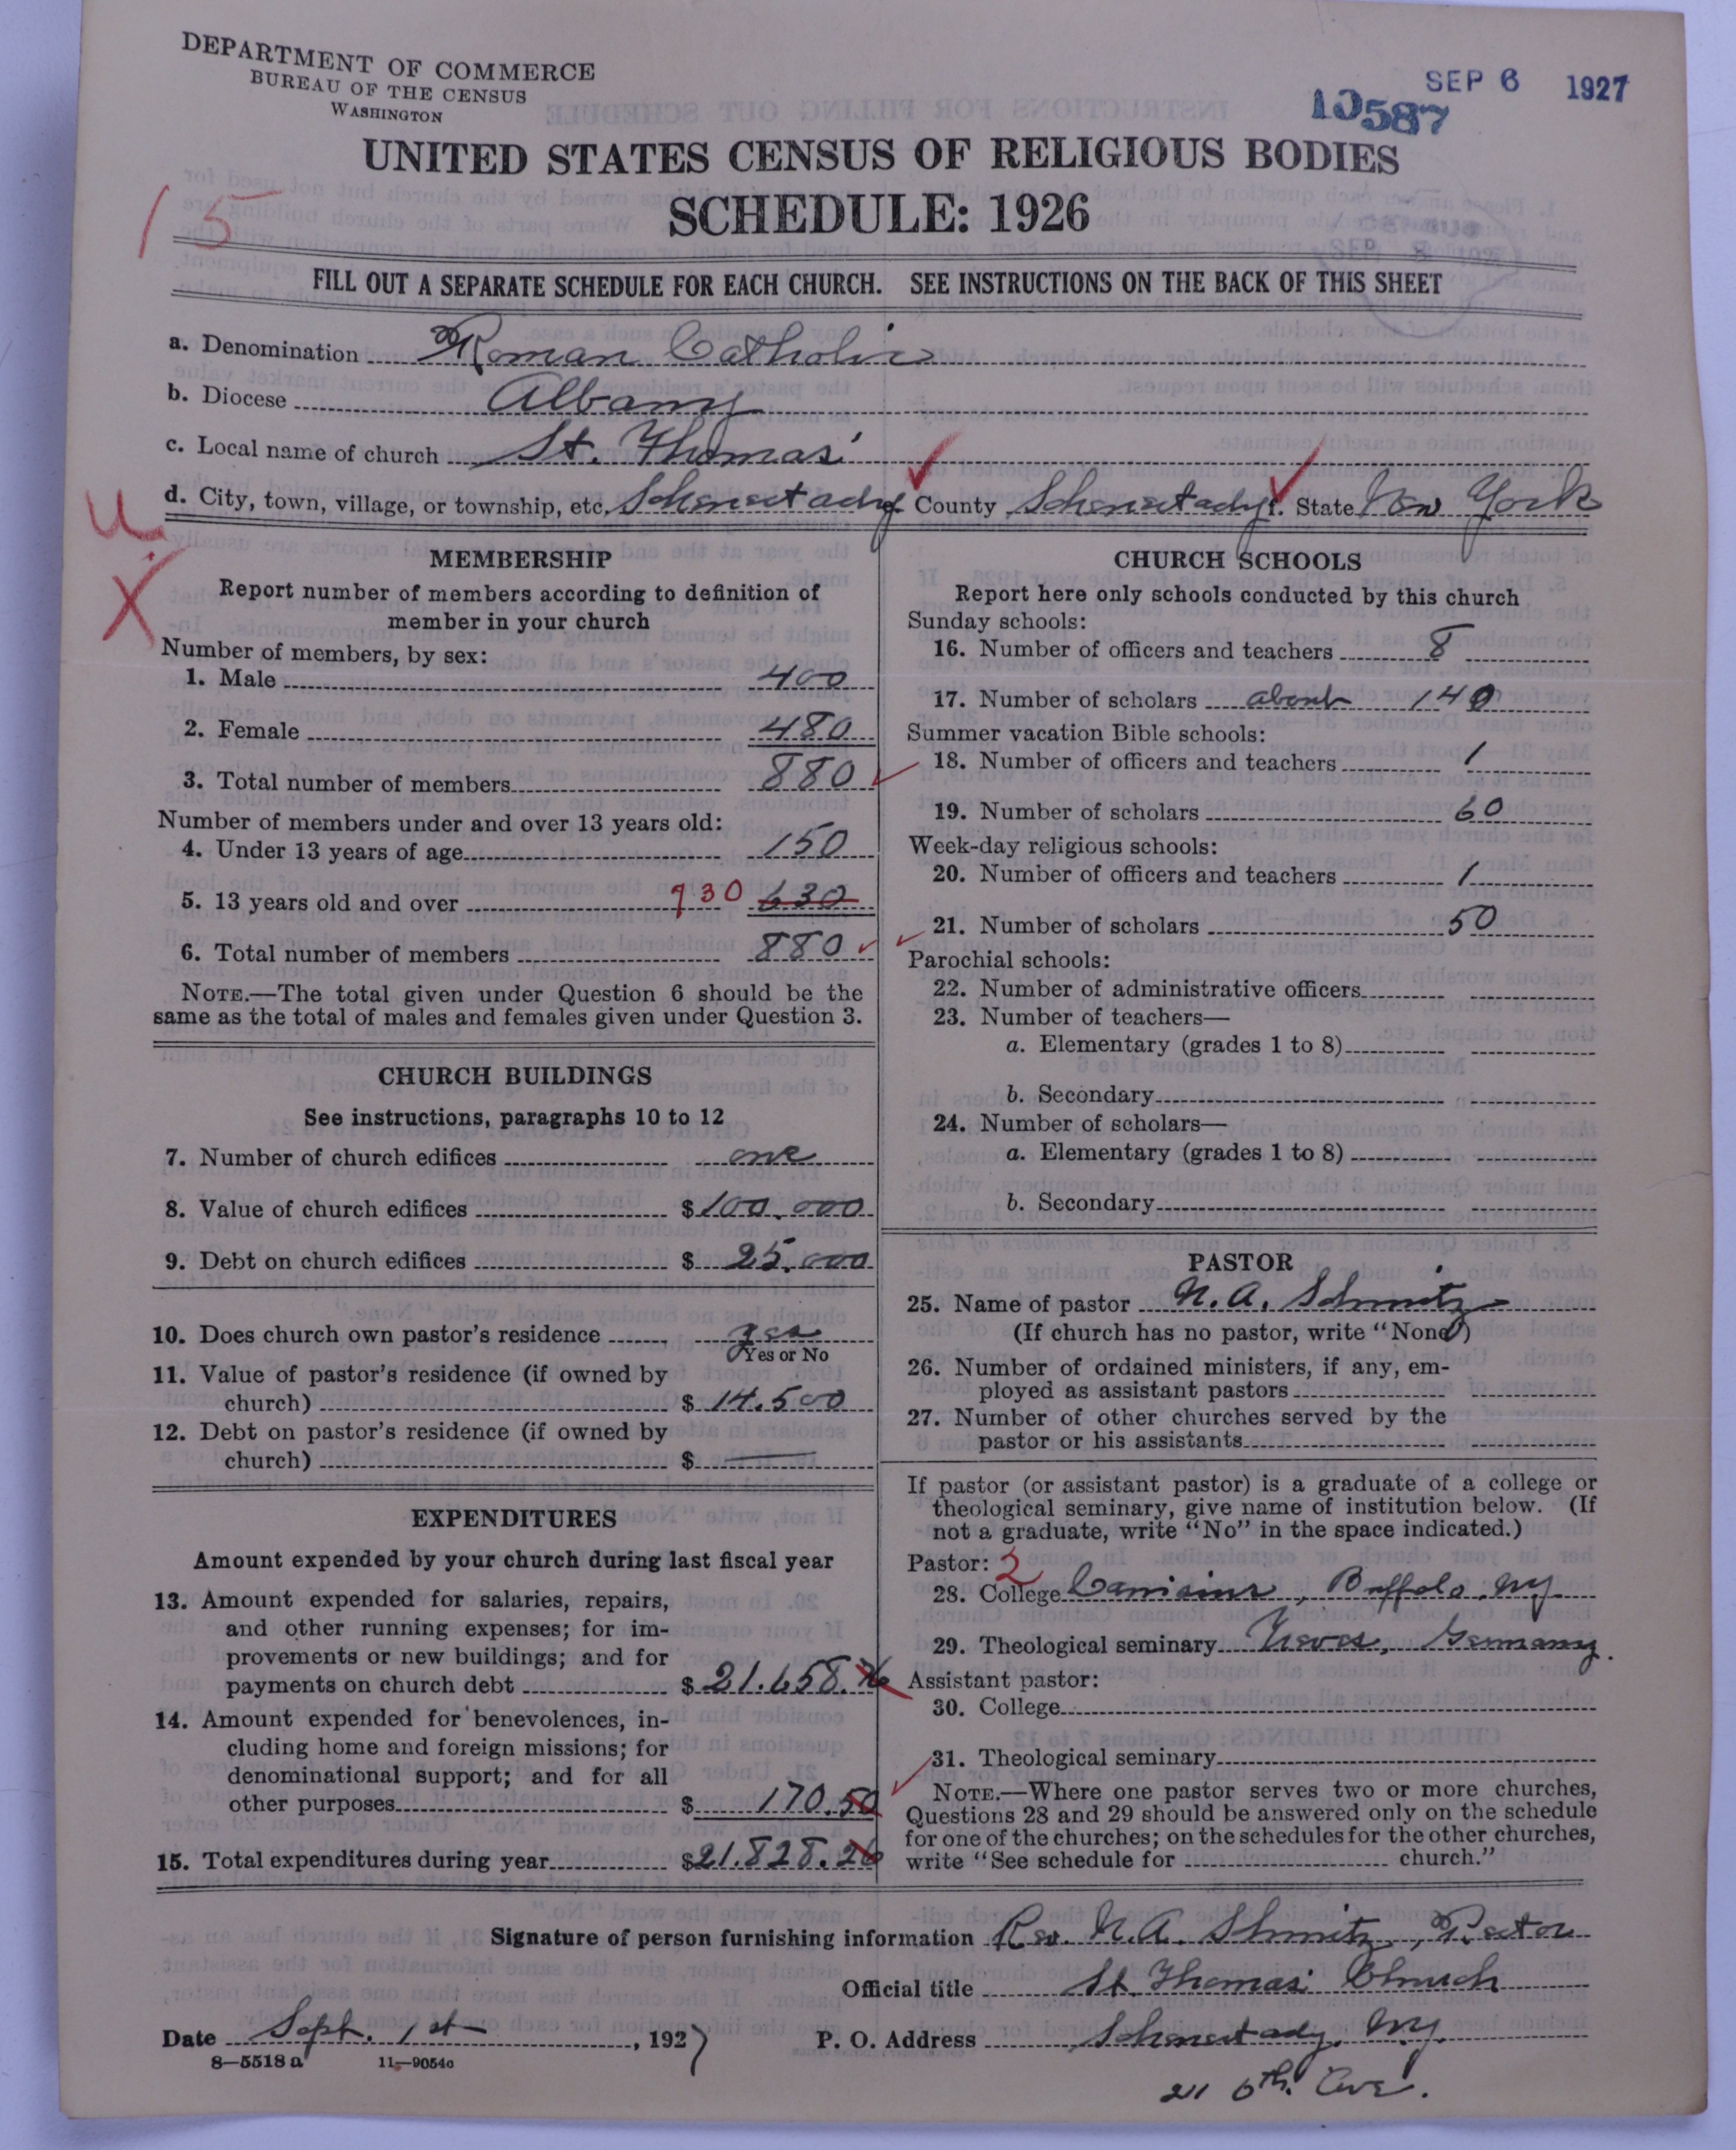 DEPARTMENT OF COMMERCE
BUREAU OF THE CENSUS
WASHINGTON
SEP 6 1927
10587
UNITED STATES CENSUS OF RELIGIOUS BODIES
SCHEDULE: 1926
15
FILL OUT A SEPARATE SCHEDULE FOR EACH CHURCH. SEE INSTRUCTIONS ON THE BACK OF THIS SHEET
a. Denomination Roman Catholic
b. Diocese Albany
c. Local name of church St. Thomas'
d. City, town, village, or township, etc. Schenectady County Schenectady State New York
u.
X
MEMBERSHIP
Report number of members according to definition of
member in your church
Number of members, by sex:
1. Male 400
2. Female 480
3. Total number of members 880
Number of members under and over 13 years old:
4. Under 13 years of age 150
5. 13 years old and over 730 630
6. Total number of members 880
NOTE.—The total given under Question 6 should be the
same as the total of males and females given under Question 3.
CHURCH BUILDINGS
See instructions, paragraphs 10 to 12
7. Number of church edifices one
8. Value of church edifices $ 100.000
9. Debt on church edifices $ 25.000
10. Does church own pastor's residence yes
Yes or No
11. Value of pastor's residence (if owned by
church) $ 14.500
12. Debt on pastor's residence (if owned by
church) $ —
EXPENDITURES
Amount expended by your church during last fiscal year
13. Amount expended for salaries, repairs,
and other running expenses; for im-
provements or new buildings; and for
payments on church debt $ 21.658.76
14. Amount expended for benevolences, in-
cluding home and foreign missions; for
denominational support; and for all
other purposes $ 170.50
15. Total expenditures during year $ 21.828.26
CHURCH SCHOOLS
Report here only schools conducted by this church
Sunday schools:
16. Number of officers and teachers 8
17. Number of scholars about 140
Summer vacation Bible schools:
18. Number of officers and teachers 1
19. Number of scholars 60
Week-day religious schools:
20. Number of officers and teachers 1
21. Number of scholars 50
Parochial schools:
22. Number of administrative officers
23. Number of teachers—
a. Elementary (grades 1 to 8)
b. Secondary
24. Number of scholars—
a. Elementary (grades 1 to 8)
b. Secondary
PASTOR
25. Name of pastor N. A. Schmitz
(If church has no pastor, write "None")
26. Number of ordained ministers, if any, em-
ployed as assistant pastors
27. Number of other churches served by the
pastor or his assistants
If pastor (or assistant pastor) is a graduate of a college or
theological seminary, give name of institution below. (If
not a graduate, write "No" in the space indicated.)
Pastor: 2
28. College Canisius, Buffalo, NY
29. Theological seminary Treves, Germany.
Assistant pastor:
30. College
31. Theological seminary
NOTE.—Where one pastor serves two or more churches,
Questions 28 and 29 should be answered only on the schedule
for one of the churches; on the schedules for the other churches,
write "See schedule for church."
Signature of person furnishing information Rev. N. A. Schmitz, Rector
Official title St. Thomas' Church
Date Sept. 1st, 1927 P. O. Address Schenectady, N.Y.
8—5518 a 11—9054c
211 6th Ave.